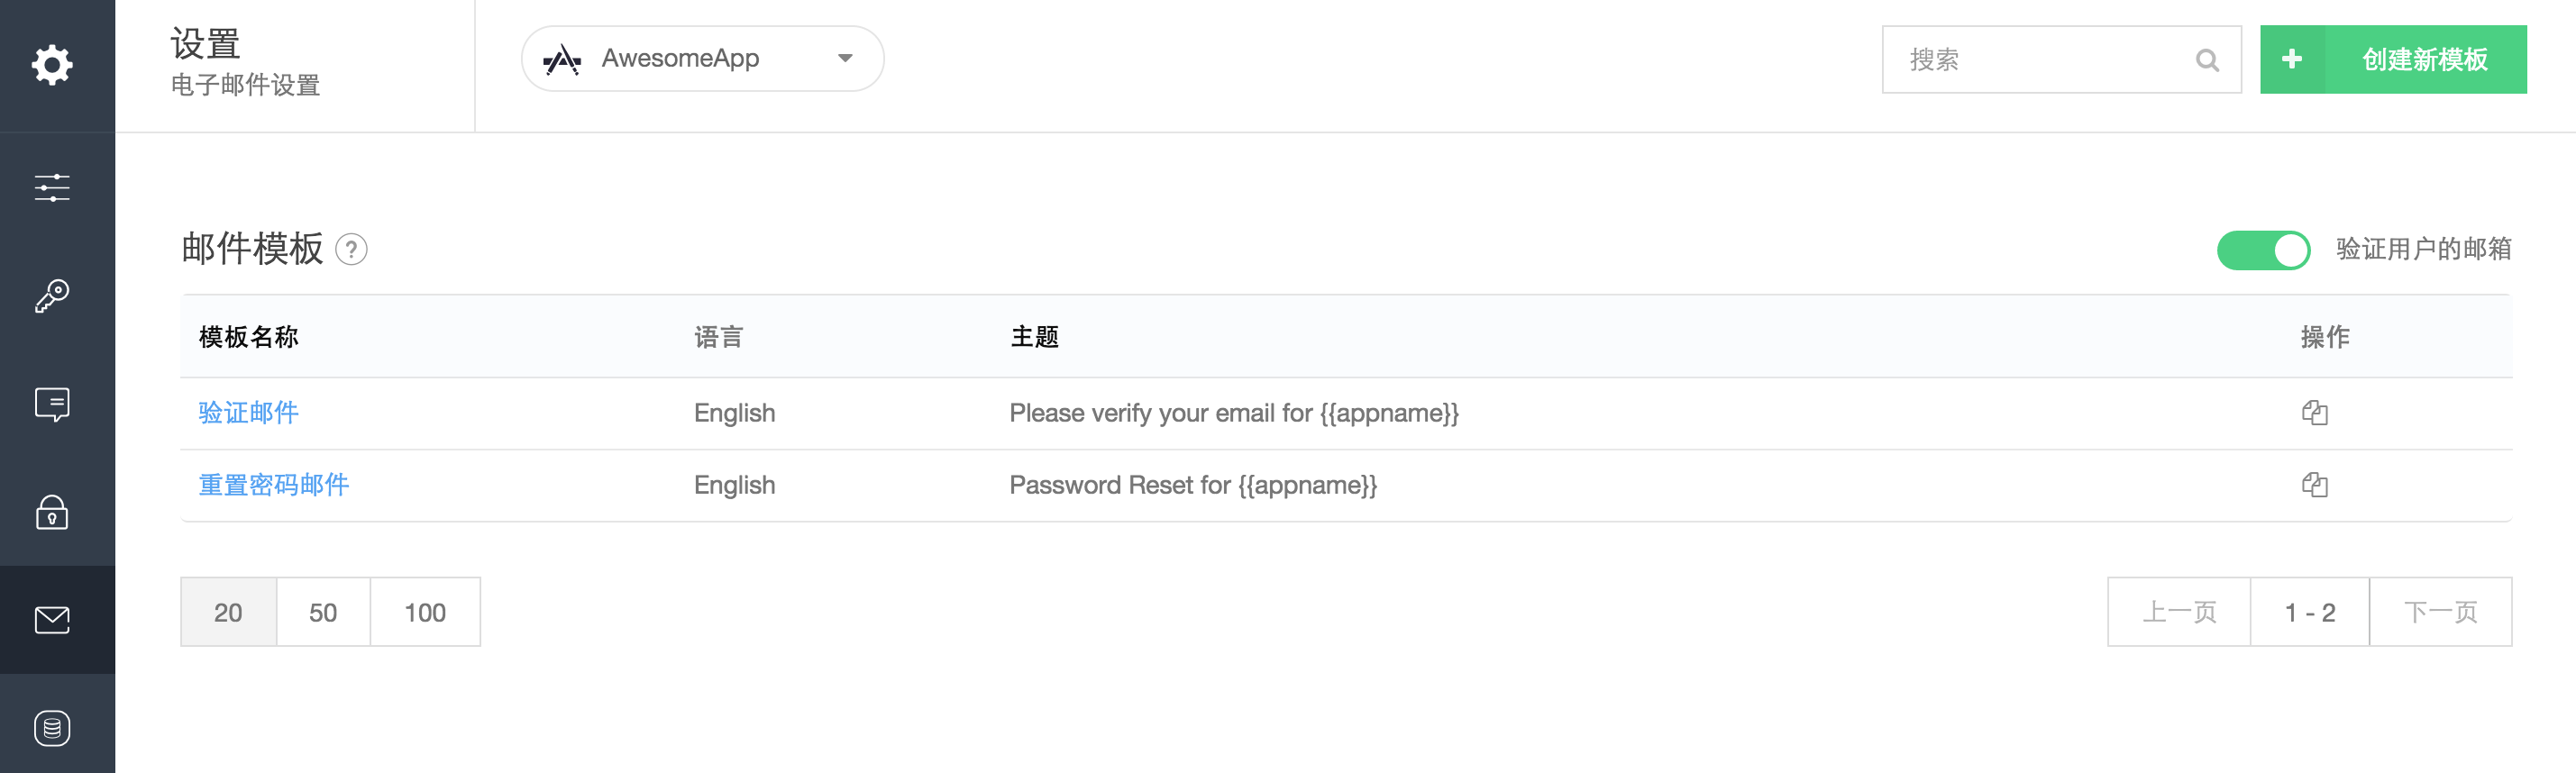 设置
电子邮件设置
AwesomeApp
搜索
创建新模板
邮件模板 ?
验证用户的邮箱
模板名称 语言 主题 操作
验证邮件 English Please verify your email for {{appname}}
重置密码邮件 English Password Reset for {{appname}}
20 50 100
上一页 1 - 2 下一页